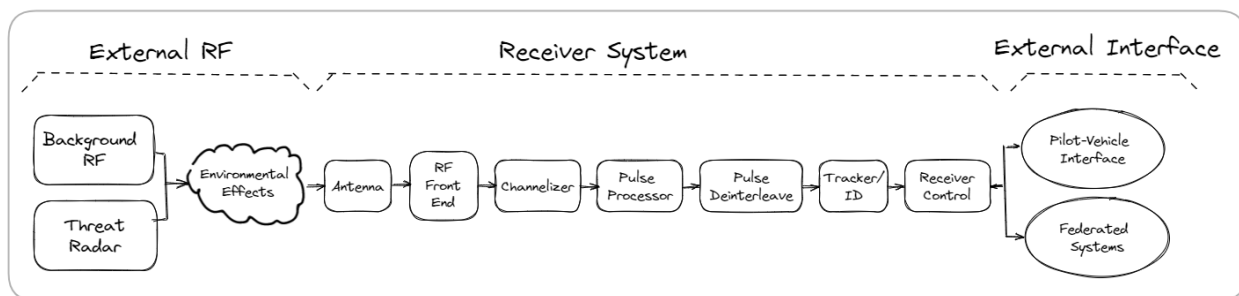 External RF
Receiver System
External Interface
Background
RF
Threat
Radar
Environmental
Effects
Antenna
RF
Front
End
Channelizer
Pulse
Processor
Pulse
Deinterleave
Tracker/
ID
Receiver
Control
Pilot-Vehicle
Interface
Federated
Systems